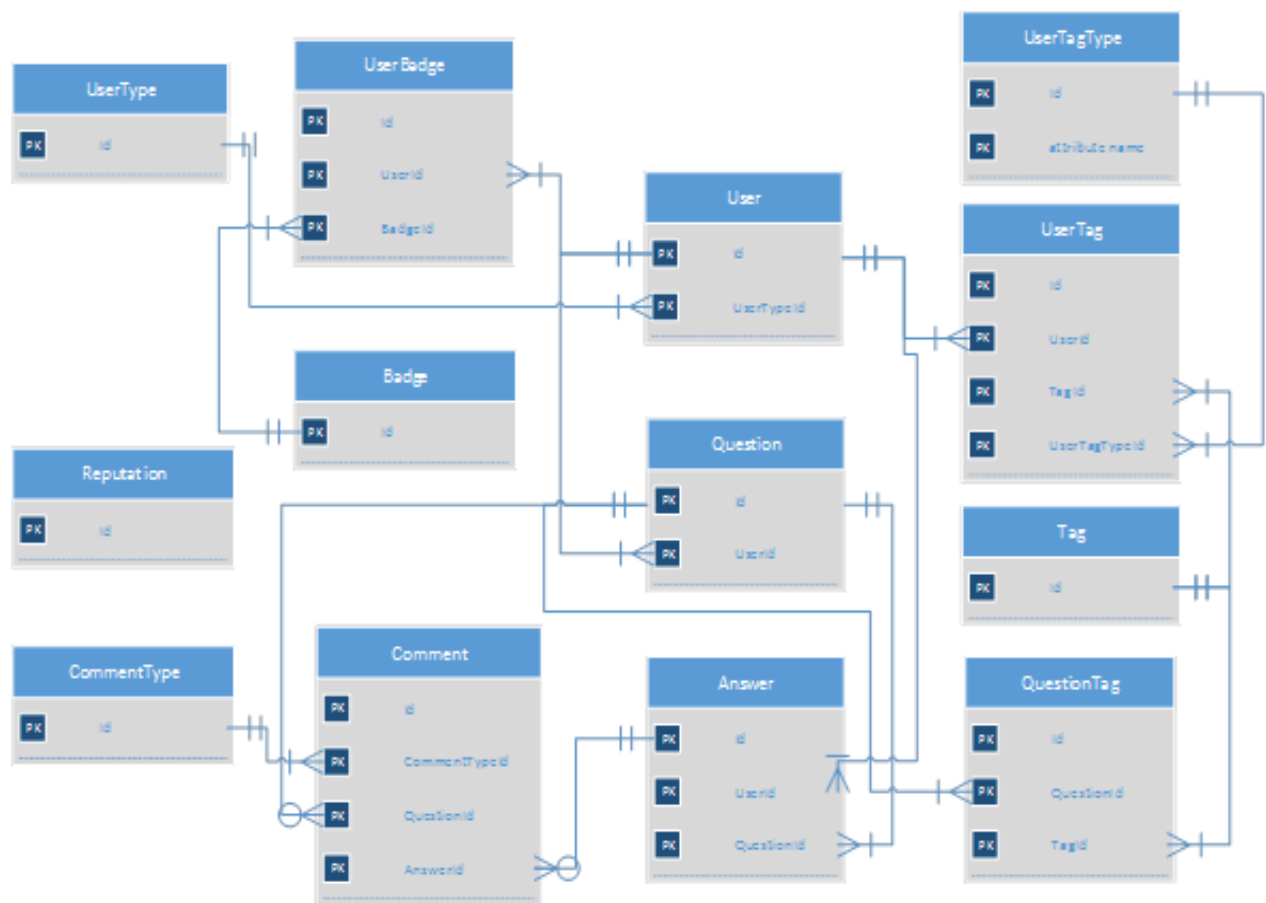 UserType
PK Id
UserBadge
PK Id
PK UserId
PK BadgeId
UserTagType
PK Id
PK attribute name
User
PK Id
PK UserTypeId
UserTag
PK Id
PK UserId
PK TagId
PK UserTagTypeId
Badge
PK Id
Question
PK Id
PK UserId
Reputation
PK Id
Tag
PK Id
CommentType
PK Id
Comment
PK Id
PK CommentTypeId
PK QuestionId
PK AnswerId
Answer
PK Id
PK UserId
PK QuestionId
QuestionTag
PK Id
PK QuestionId
PK TagId